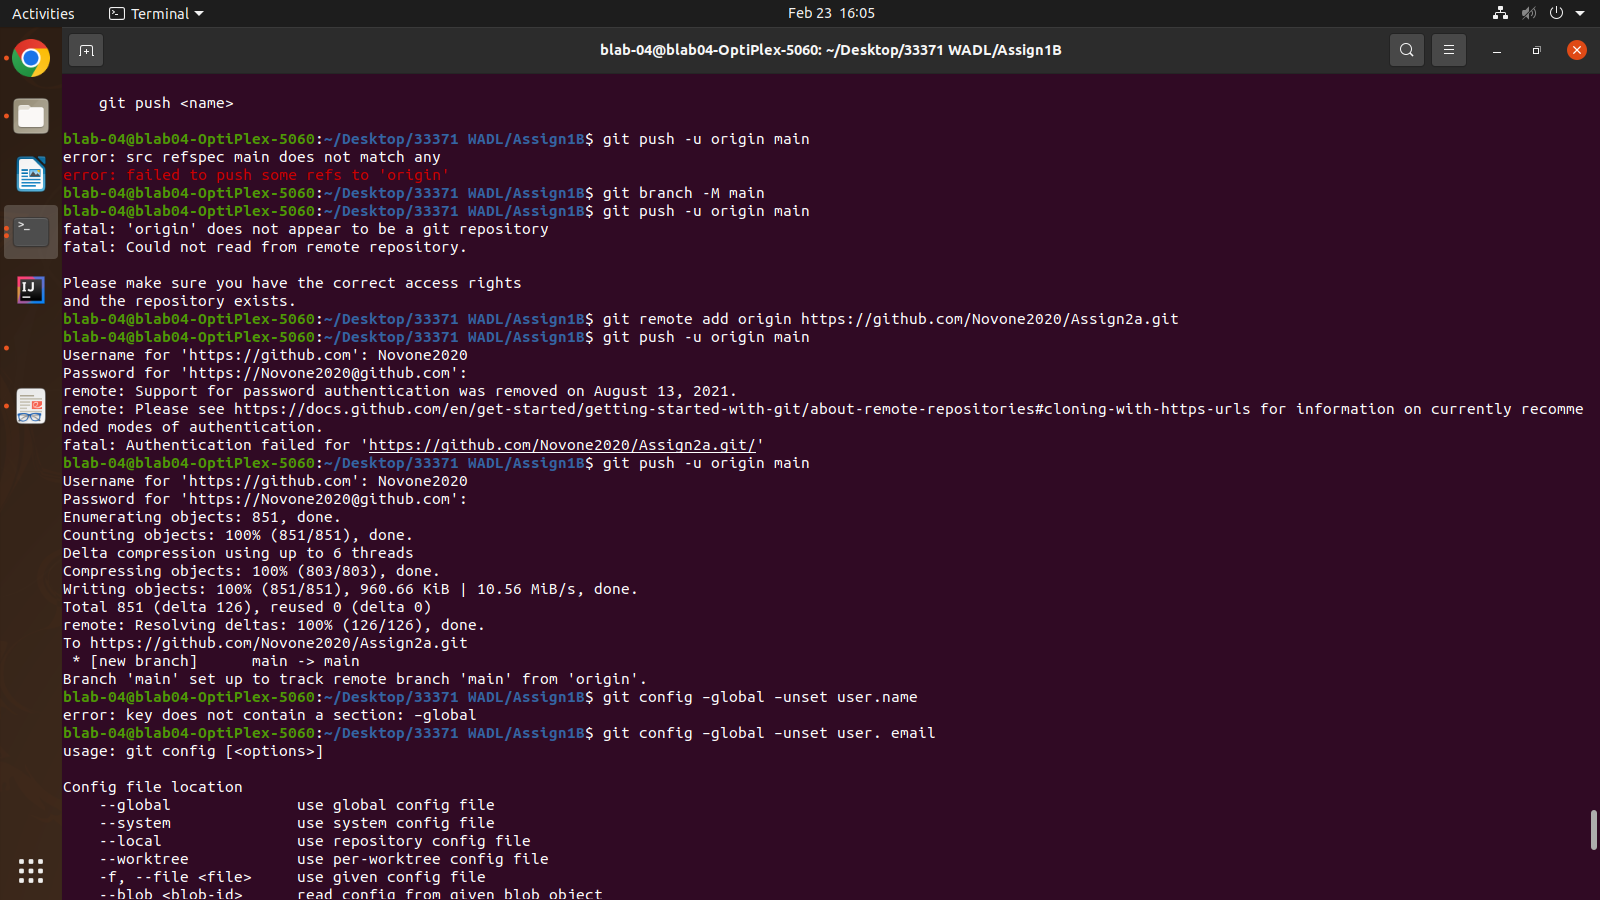 Activities
Terminal
Feb 23 16:05
blab-04@blab04-OptiPlex-5060: ~/Desktop/33371 WADL/Assign1B
git push <name>
blab-04@blab04-OptiPlex-5060:~/Desktop/33371 WADL/Assign1B$ git push -u origin main
error: src refspec main does not match any
error: failed to push some refs to 'origin'
blab-04@blab04-OptiPlex-5060:~/Desktop/33371 WADL/Assign1B$ git branch -M main
blab-04@blab04-OptiPlex-5060:~/Desktop/33371 WADL/Assign1B$ git push -u origin main
fatal: 'origin' does not appear to be a git repository
fatal: Could not read from remote repository.
Please make sure you have the correct access rights
and the repository exists.
blab-04@blab04-OptiPlex-5060:~/Desktop/33371 WADL/Assign1B$ git remote add origin https://github.com/Novone2020/Assign2a.git
blab-04@blab04-OptiPlex-5060:~/Desktop/33371 WADL/Assign1B$ git push -u origin main
Username for 'https://github.com': Novone2020
Password for 'https://Novone2020@github.com':
remote: Support for password authentication was removed on August 13, 2021.
remote: Please see https://docs.github.com/en/get-started/getting-started-with-git/about-remote-repositories#cloning-with-https-urls for information on currently recomme
nded modes of authentication.
fatal: Authentication failed for 'https://github.com/Novone2020/Assign2a.git/'
blab-04@blab04-OptiPlex-5060:~/Desktop/33371 WADL/Assign1B$ git push -u origin main
Username for 'https://github.com': Novone2020
Password for 'https://Novone2020@github.com':
Enumerating objects: 851, done.
Counting objects: 100% (851/851), done.
Delta compression using up to 6 threads
Compressing objects: 100% (803/803), done.
Writing objects: 100% (851/851), 960.66 KiB | 10.56 MiB/s, done.
Total 851 (delta 126), reused 0 (delta 0)
remote: Resolving deltas: 100% (126/126), done.
To https://github.com/Novone2020/Assign2a.git
 * [new branch]      main -> main
Branch 'main' set up to track remote branch 'main' from 'origin'.
blab-04@blab04-OptiPlex-5060:~/Desktop/33371 WADL/Assign1B$ git config –global –unset user.name
error: key does not contain a section: –global
blab-04@blab04-OptiPlex-5060:~/Desktop/33371 WADL/Assign1B$ git config –global –unset user. email
usage: git config [<options>]
Config file location
    --global              use global config file
    --system              use system config file
    --local               use repository config file
    --worktree            use per-worktree config file
    -f, --file <file>     use given config file
    --blob <blob-id>      read config from given blob object
IJ